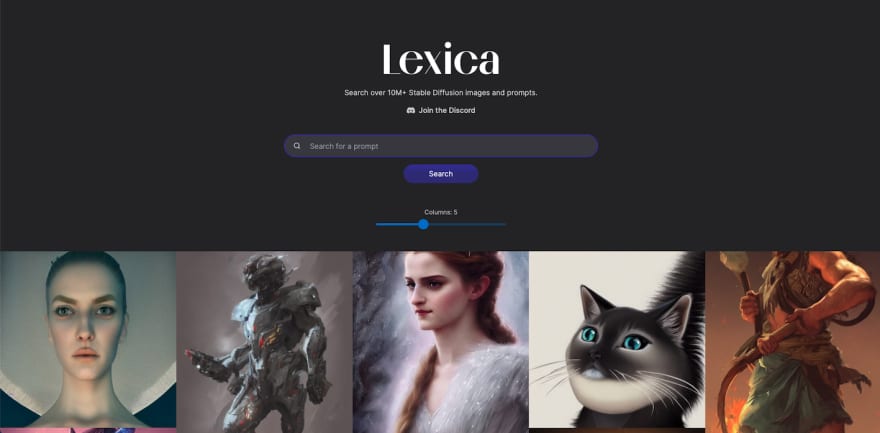 Lexica
Search over 10M+ Stable Diffusion images and prompts.
Join the Discord
Search for a prompt
Search
Columns: 5